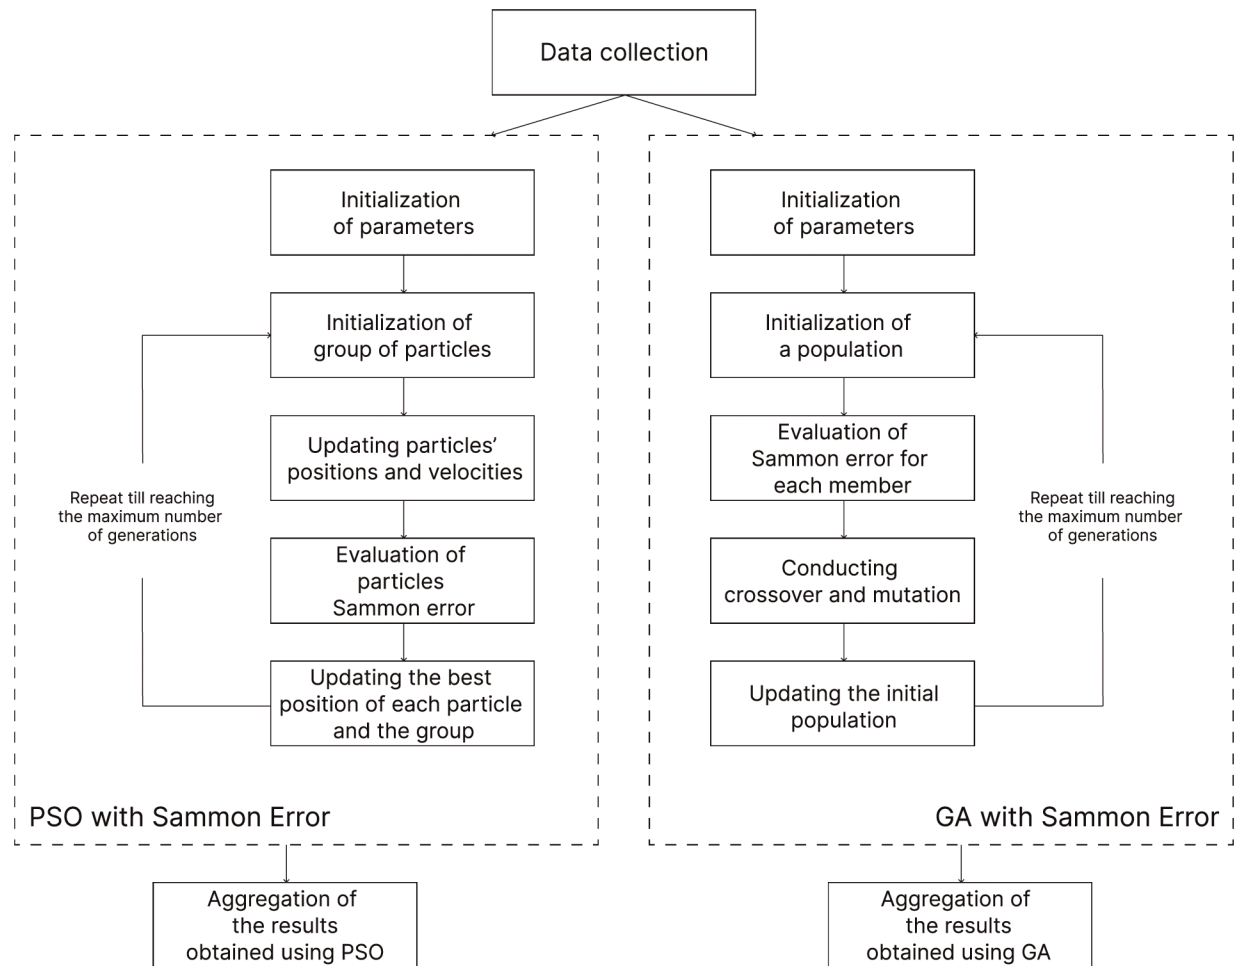 Data collection
Initialization
of parameters
Initialization of
group of particles
Updating particles’
positions and velocities
Evaluation of
particles
Sammon error
Updating the best
position of each particle
and the group
Repeat till reaching
the maximum number
of generations
PSO with Sammon Error
Aggregation of
the results
obtained using PSO
Initialization
of parameters
Initialization of
a population
Evaluation of
Sammon error for
each member
Conducting
crossover and mutation
Updating the initial
population
Repeat till reaching
the maximum number
of generations
GA with Sammon Error
Aggregation of
the results
obtained using GA